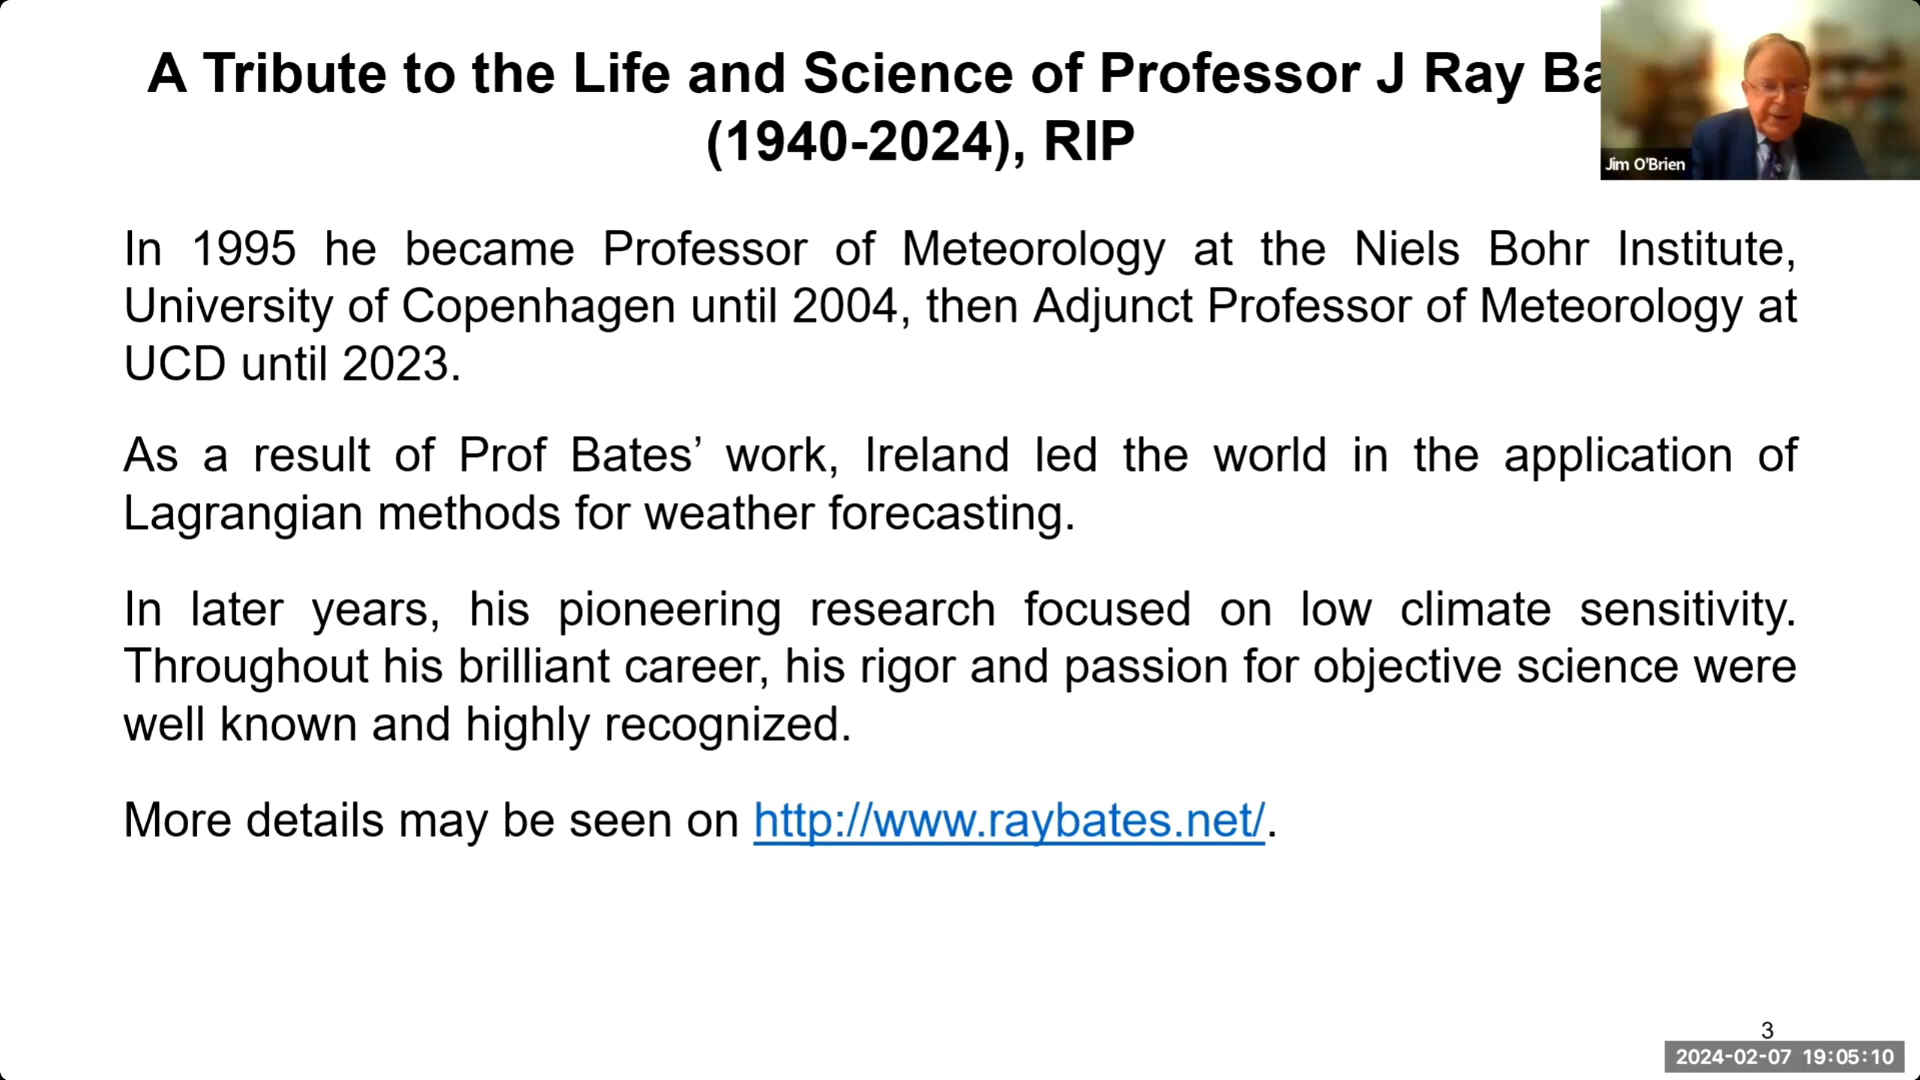 A Tribute to the Life and Science of Professor J Ray
(1940-2024), RIP
Jim O'Brien
In 1995 he became Professor of Meteorology at the Niels Bohr Institute,
University of Copenhagen until 2004, then Adjunct Professor of Meteorology at
UCD until 2023.
As a result of Prof Bates’ work, Ireland led the world in the application of
Lagrangian methods for weather forecasting.
In later years, his pioneering research focused on low climate sensitivity.
Throughout his brilliant career, his rigor and passion for objective science were
well known and highly recognized.
More details may be seen on http://www.raybates.net/.
3
2024-02-07 19:05:10